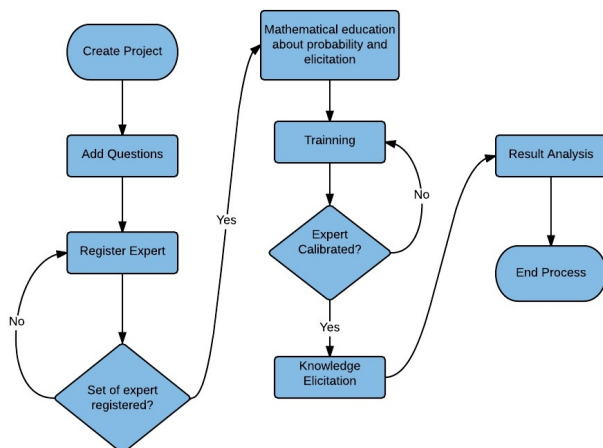 Create Project
Add Questions
Register Expert
No
Set of expert
registered?
Yes
Mathematical education
about probability and
elicitation
Trainning
No
Expert
Calibrated?
Yes
Knowledge
Elicitation
Result Analysis
End Process